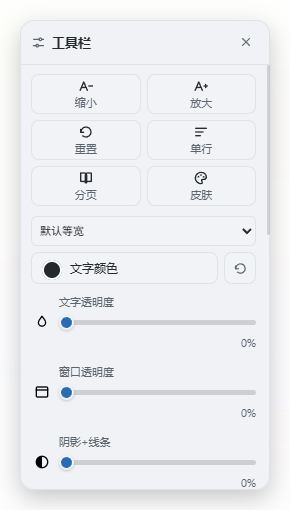 工具栏
A- 缩小
A+ 放大
重置
单行
分页
皮肤
默认等宽
文字颜色
文字透明度
0%
窗口透明度
0%
阴影+线条
0%